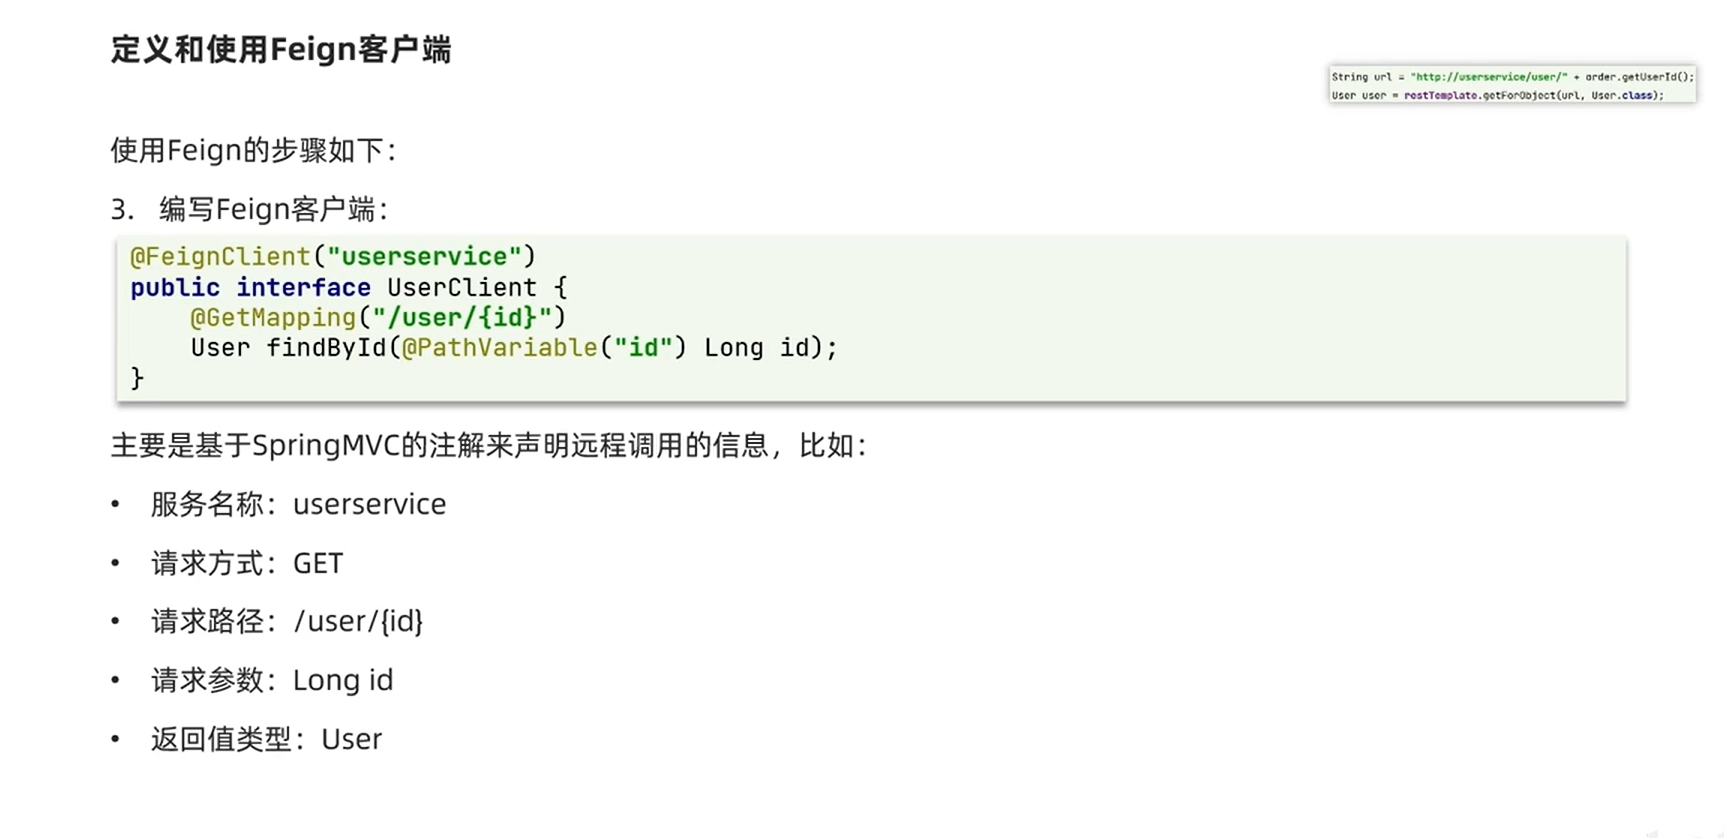 定义和使用Feign客户端
String url = "http://userservice/user/" + order.getUserId();
User user = restTemplate.getForObject(url, User.class);
使用Feign的步骤如下：
3. 编写Feign客户端：
@FeignClient("userservice")
public interface UserClient {
    @GetMapping("/user/{id}")
    User findById(@PathVariable("id") Long id);
}
主要是基于SpringMVC的注解来声明远程调用的信息，比如：
• 服务名称：userservice
• 请求方式：GET
• 请求路径：/user/{id}
• 请求参数：Long id
• 返回值类型：User